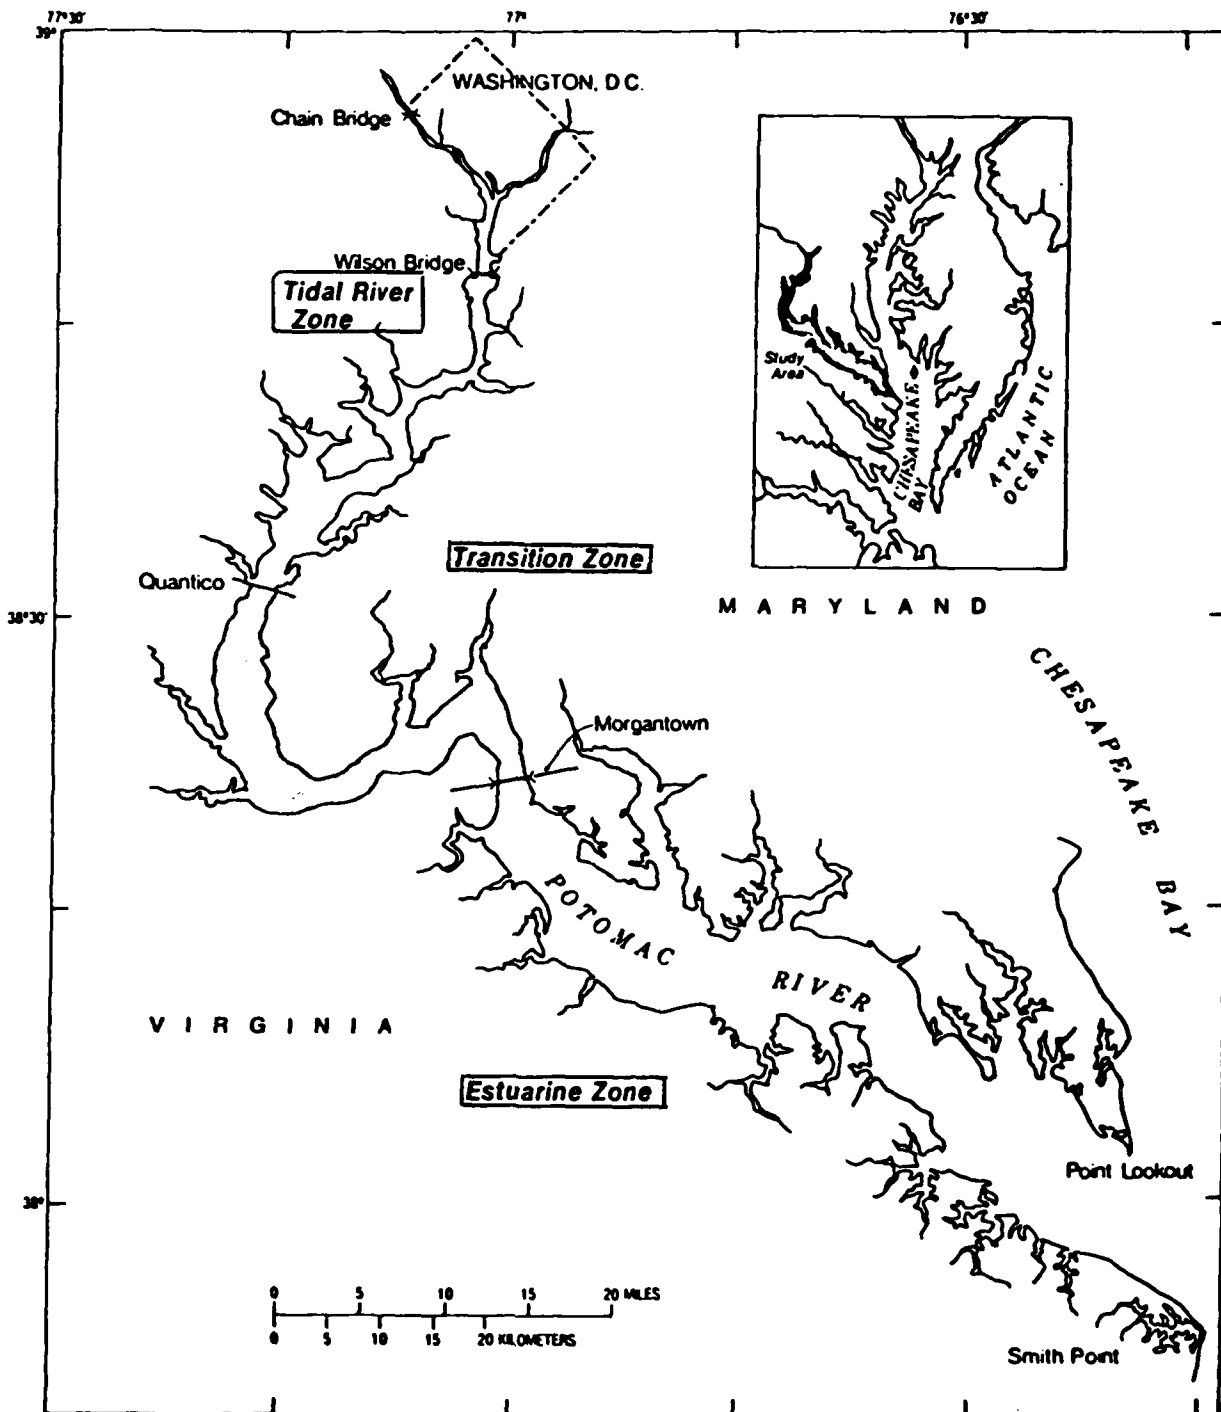 77°30'
77°
76°30'
39°
WASHINGTON, D.C.
Chain Bridge
Wilson Bridge
Tidal River
Zone
Study
Area
CHESAPEAKE
BAY
ATLANTIC
OCEAN
Transition Zone
Quantico
38°30'
MARYLAND
CHESAPEAKE BAY
Morgantown
POTOMAC RIVER
VIRGINIA
Estuarine Zone
Point Lookout
38°
0 5 10 15 20 MILES
0 5 10 15 20 KILOMETERS
Smith Point